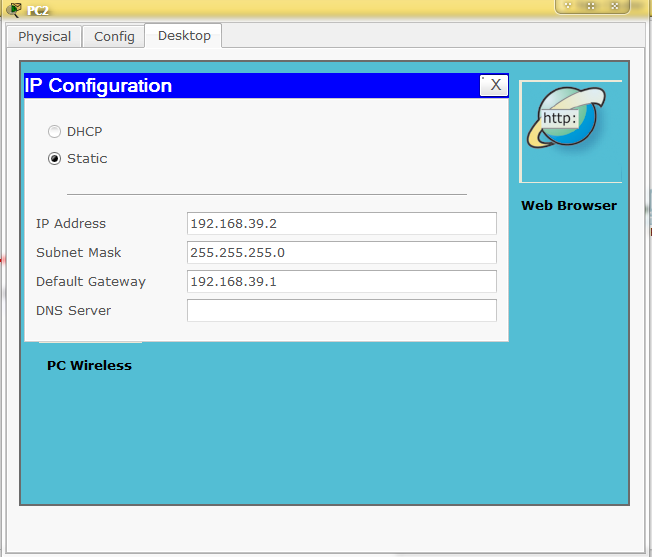 PC2
Physical Config Desktop
IP Configuration X
DHCP
Static
http:
Web Browser
IP Address 192.168.39.2
Subnet Mask 255.255.255.0
Default Gateway 192.168.39.1
DNS Server
PC Wireless